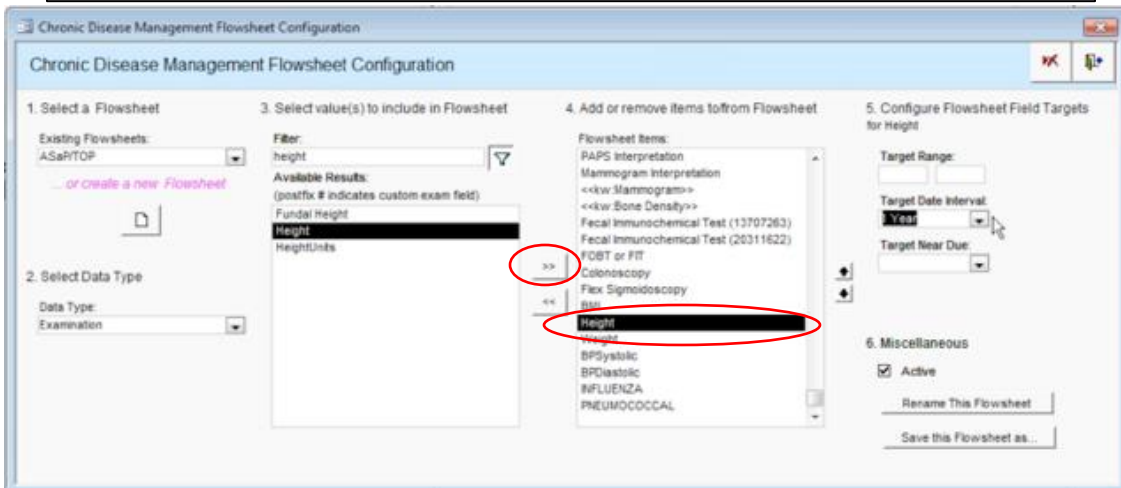 Chronic Disease Management Flowsheet Configuration
Chronic Disease Management Flowsheet Configuration
1. Select a Flowsheet
Existing Flowsheets:
ASaP/TOP
... or create a new Flowsheet
2. Select Data Type
Data Type:
Examination
3. Select value(s) to include in Flowsheet
Filter:
height
Available Results:
(postfix # indicates custom exam field)
Fundal Height
Height
HeightUnits
>>
<<
4. Add or remove items to/from Flowsheet
Flowsheet Items:
PAPS Interpretation
Mammogram Interpretation
<<kw:Mammogram>>
<<kw:Bone Density>>
Fecal Immunochemical Test (13707263)
Fecal Immunochemical Test (20311622)
FOBT or FIT
Colonoscopy
Flex Sigmoidoscopy
BMI
Height
Weight
BPSystolic
BPDiastolic
INFLUENZA
PNEUMOCOCCAL
5. Configure Flowsheet Field Targets
for Height
Target Range:
Target Date Interval:
1 Year
Target Near Due:
6. Miscellaneous
Active
Rename This Flowsheet
Save this Flowsheet as...